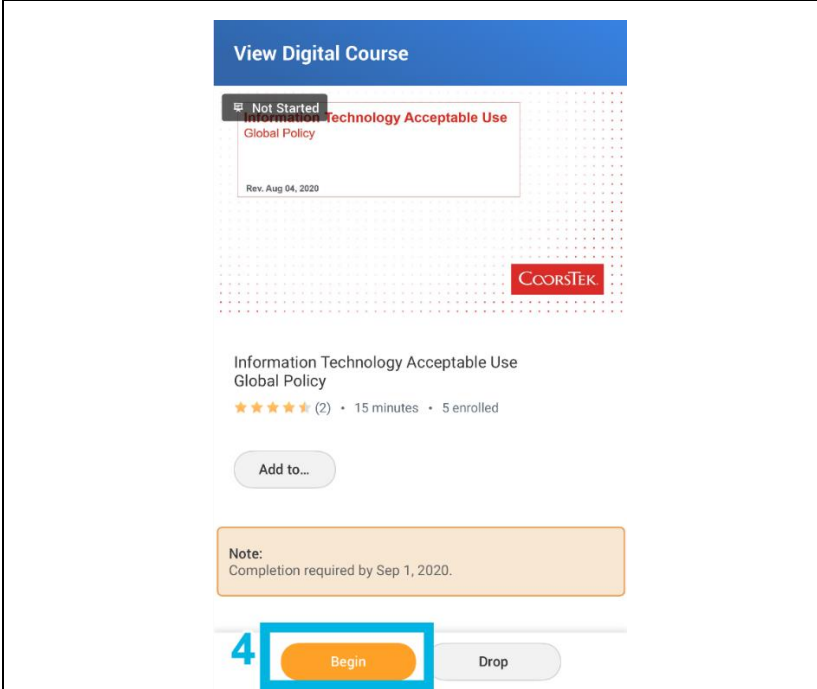 View Digital Course
Not Started
Information Technology Acceptable Use
Global Policy
Rev. Aug 04, 2020
COORSTEK
Information Technology Acceptable Use
Global Policy
(2) • 15 minutes • 5 enrolled
Add to...
Note:
Completion required by Sep 1, 2020.
4
Begin Drop